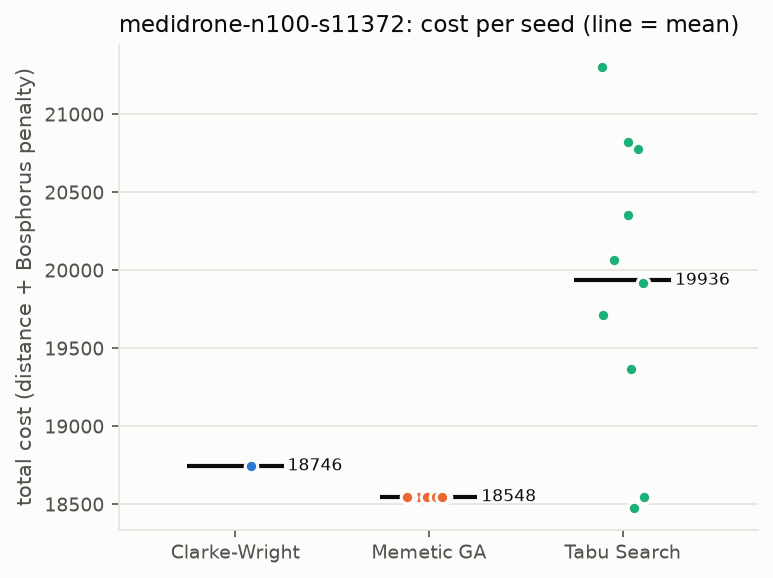 medidrone-n100-s11372: cost per seed (line = mean)
total cost (distance + Bosphorus penalty)
21000
20500
20000
19500
19000
18500
18746
18548
19936
Clarke-Wright
Memetic GA
Tabu Search